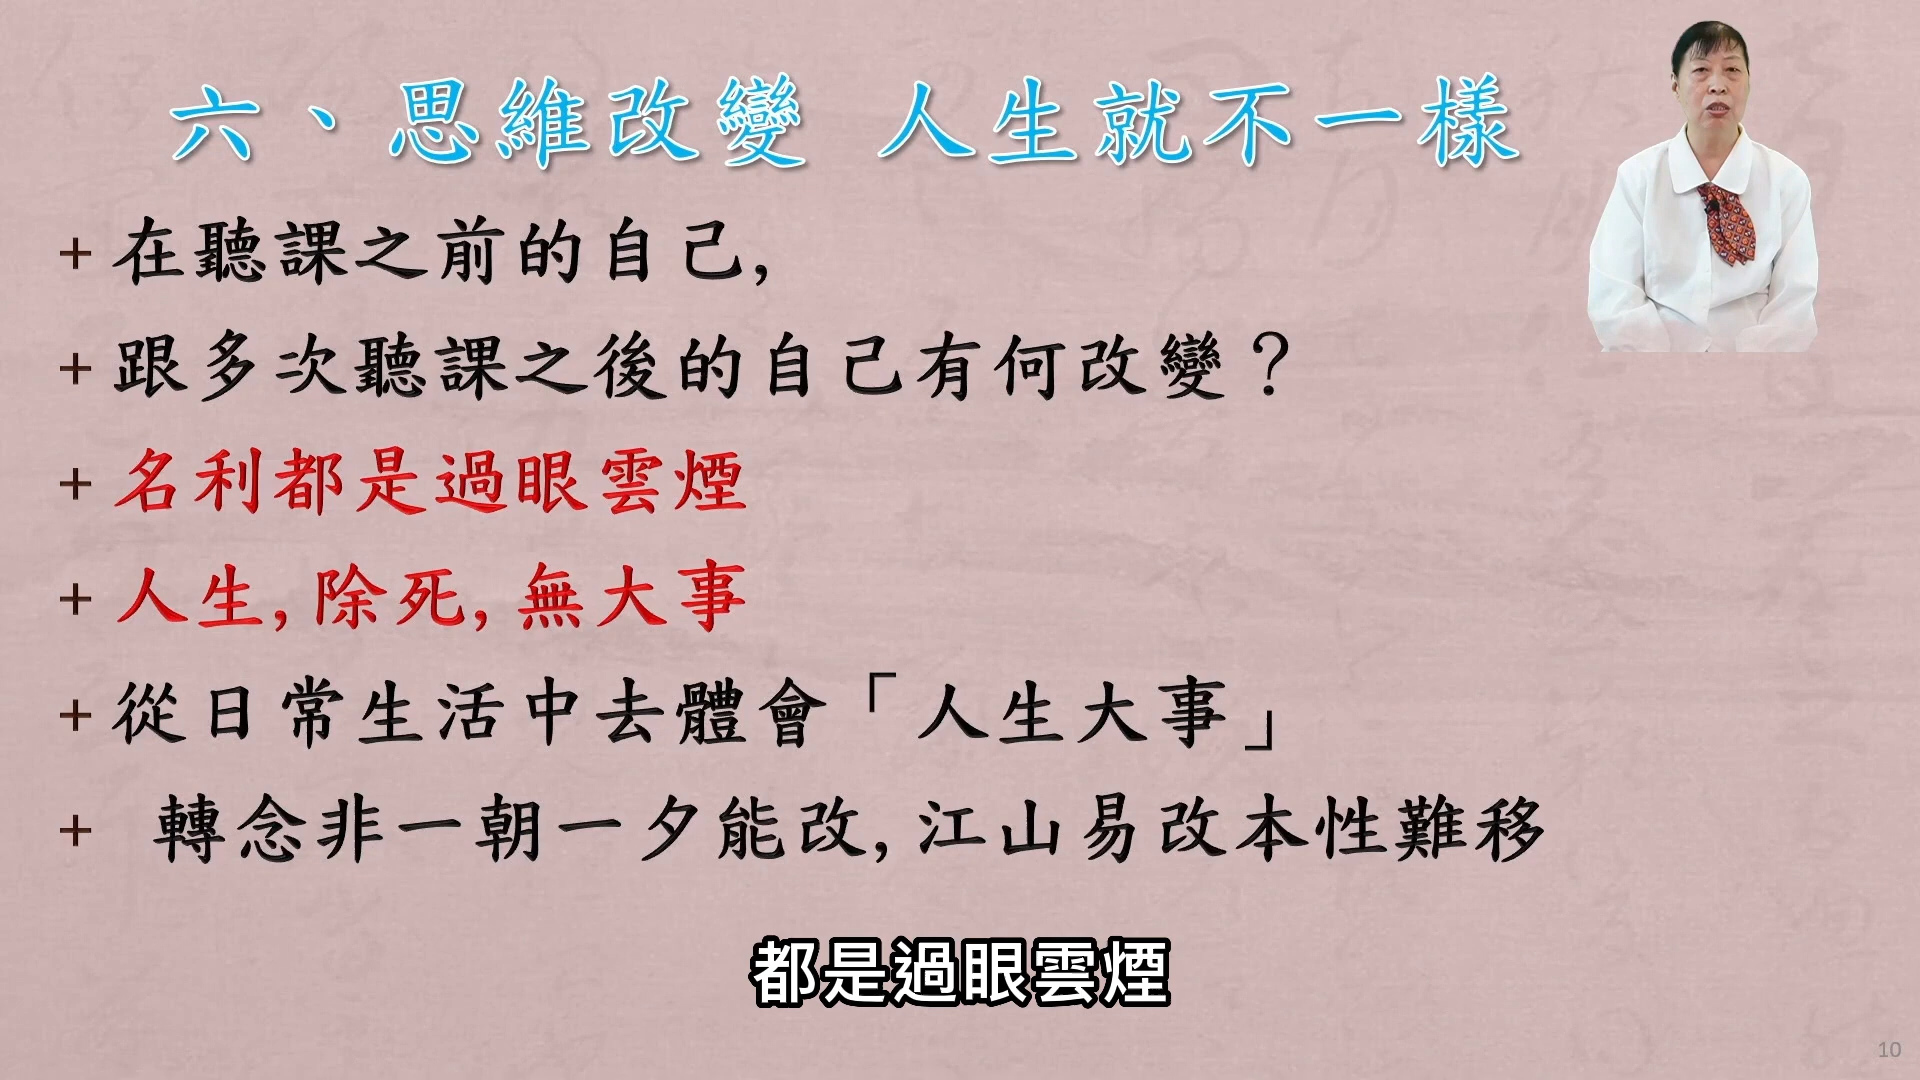 六、思維改變 人生就不一樣
+ 在聽課之前的自己,
+ 跟多次聽課之後的自己有何改變?
+ 名利都是過眼雲煙
+ 人生,除死,無大事
+ 從日常生活中去體會「人生大事」
+ 轉念非一朝一夕能改,江山易改本性難移
都是過眼雲煙
10